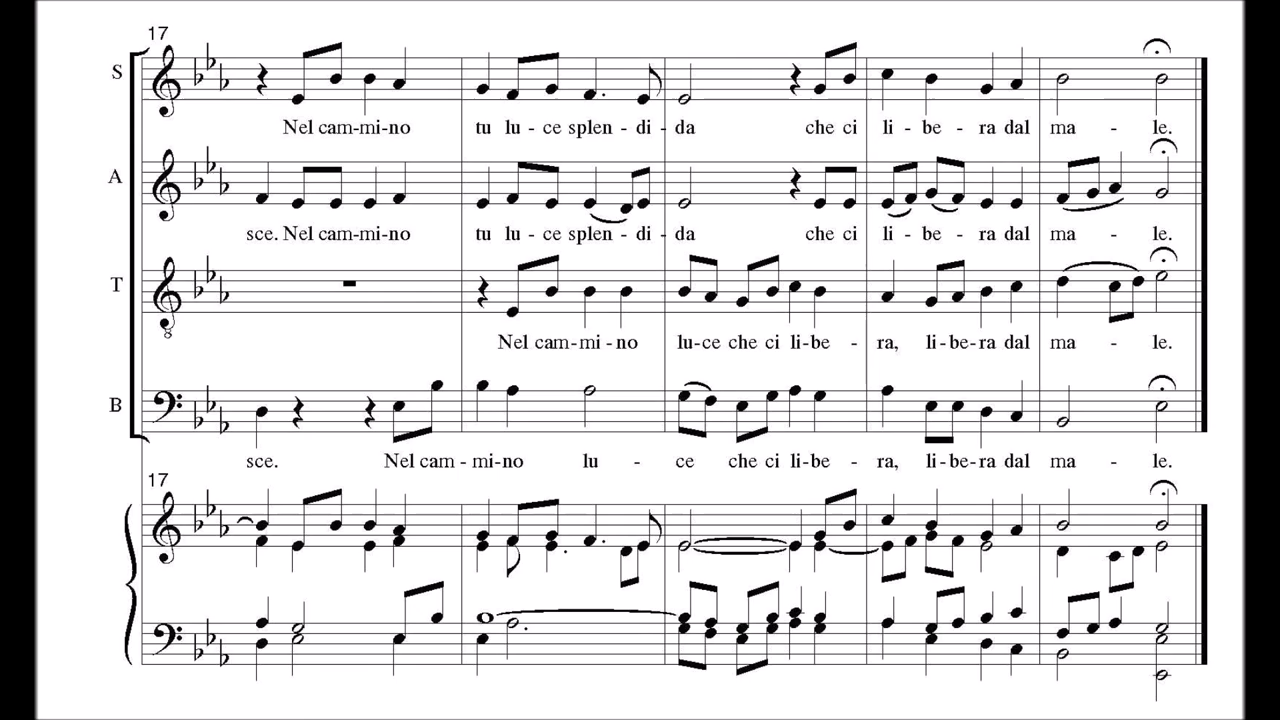 17
S
Nel cam-mi-no tu lu - ce splen - di - da che ci li - be - ra dal ma - le.
A
sce. Nel cam-mi-no tu lu - ce splen - di - da che ci li - be - ra dal ma - le.
T
8
Nel cam-mi-no lu-ce che ci li-be - ra, li-be-ra dal ma - le.
B
sce. Nel cam - mi-no lu - ce che ci li-be - ra, li-be-ra dal ma - le.
17